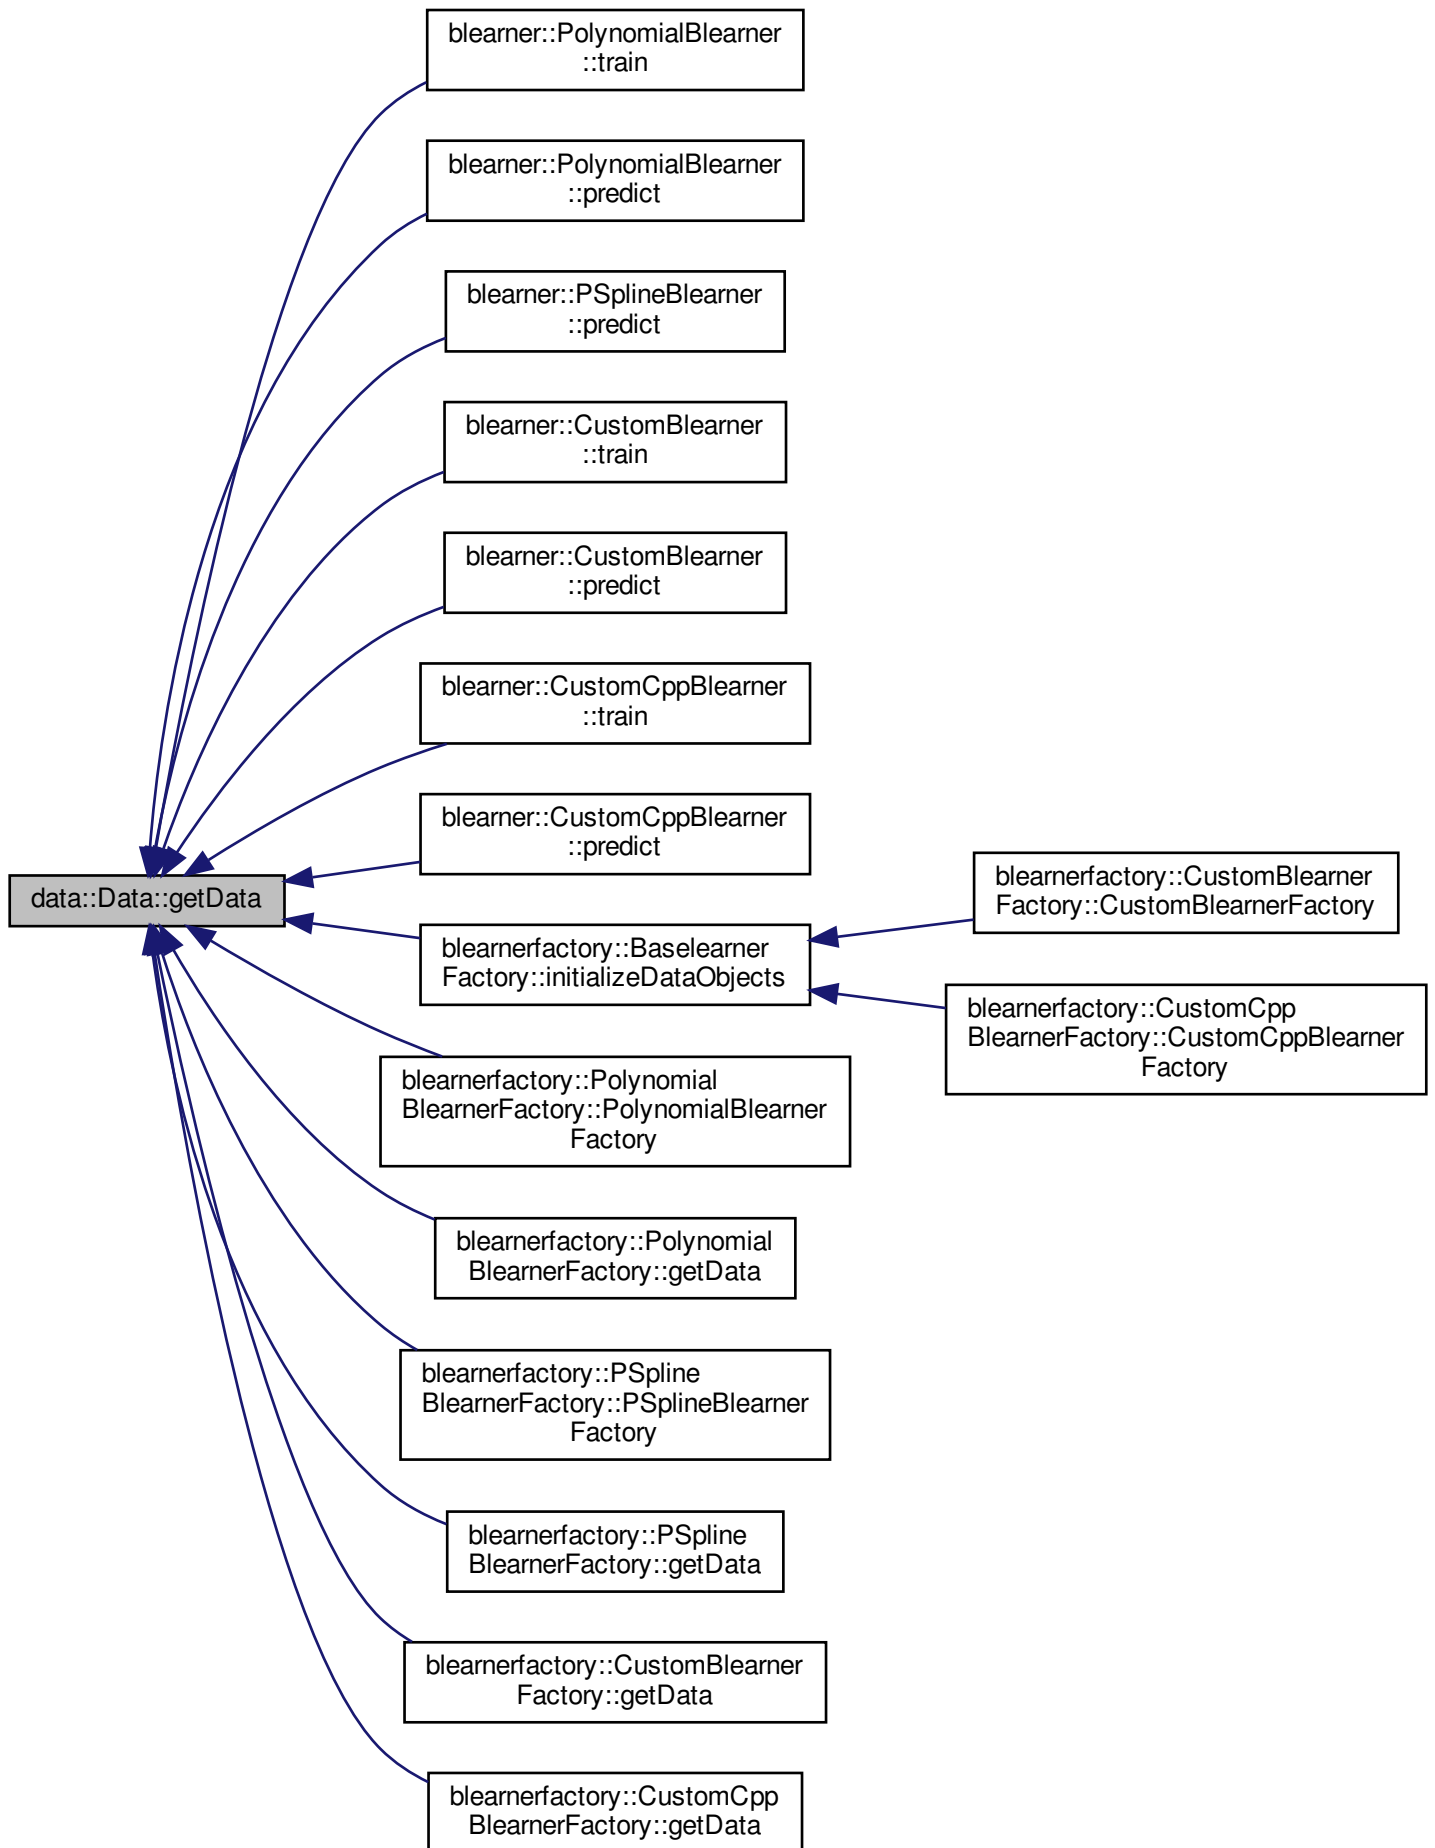 blearner::PolynomialBlearner
::train
blearner::PolynomialBlearner
::predict
blearner::PSplineBlearner
::predict
blearner::CustomBlearner
::train
blearner::CustomBlearner
::predict
blearner::CustomCppBlearner
::train
blearner::CustomCppBlearner
::predict
data::Data::getData
blearnerfactory::Baselearner
Factory::initializeDataObjects
blearnerfactory::CustomBlearner
Factory::CustomBlearnerFactory
blearnerfactory::CustomCpp
BlearnerFactory::CustomCppBlearner
Factory
blearnerfactory::Polynomial
BlearnerFactory::PolynomialBlearner
Factory
blearnerfactory::Polynomial
BlearnerFactory::getData
blearnerfactory::PSpline
BlearnerFactory::PSplineBlearner
Factory
blearnerfactory::PSpline
BlearnerFactory::getData
blearnerfactory::CustomBlearner
Factory::getData
blearnerfactory::CustomCpp
BlearnerFactory::getData